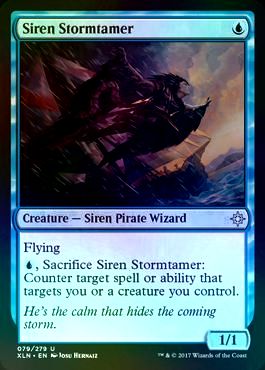 Siren Stormtamer
Creature — Siren Pirate Wizard
Flying
, Sacrifice Siren Stormtamer:
Counter target spell or ability that
targets you or a creature you control.
He's the calm that hides the coming
storm.
1/1
079/279 U
XLN • EN Josu Hernaiz
™ & © 2017 Wizards of the Coast